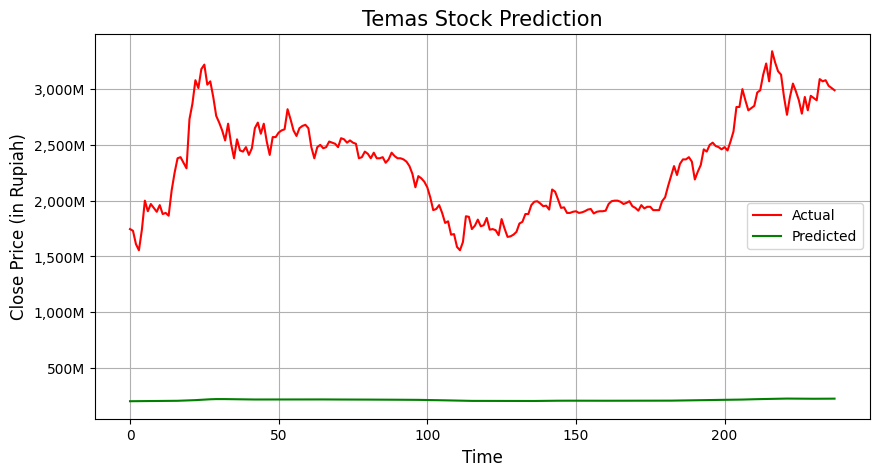 Temas Stock Prediction
Close Price (in Rupiah)
3,000M
2,500M
2,000M
1,500M
1,000M
500M
Actual
Predicted
0
50
100
150
200
Time